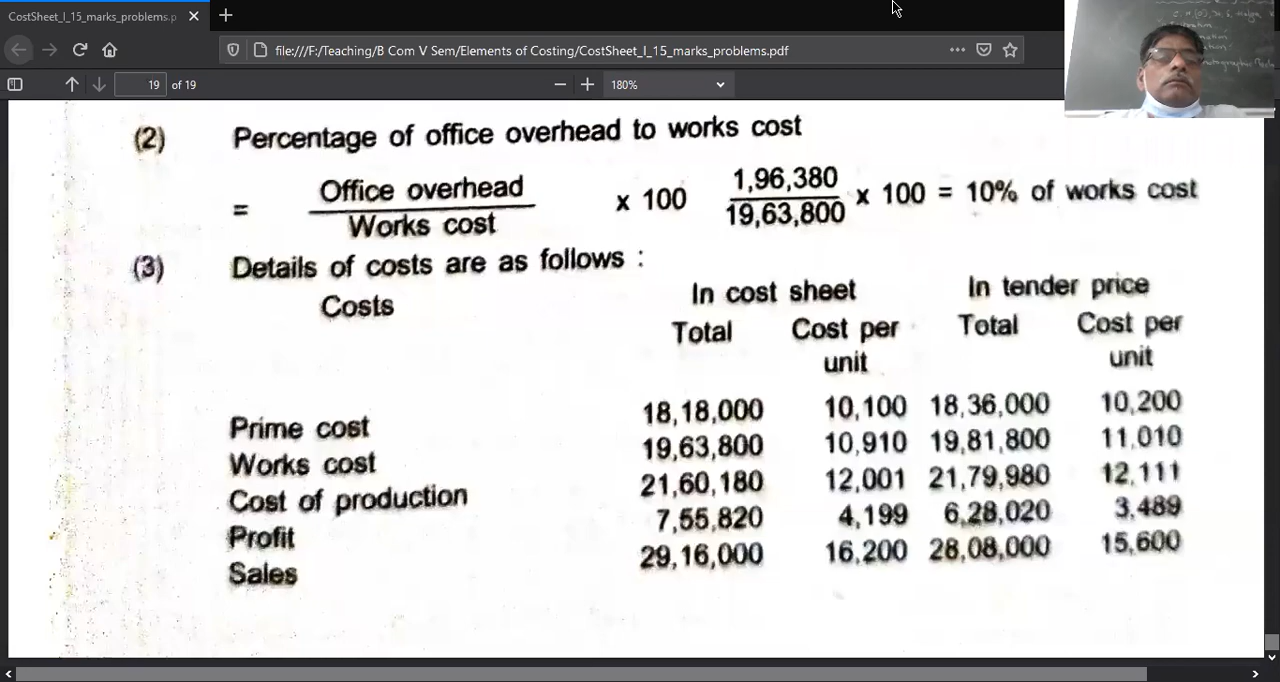 CostSheet_I_15_marks_problems.p
file:///F:/Teaching/B Com V Sem/Elements of Costing/CostSheet_I_15_marks_problems.pdf
19 of 19
180%
(2) Percentage of office overhead to works cost
= Office overhead / Works cost x 100 1,96,380 / 19,63,800 x 100 = 10% of works cost
(3) Details of costs are as follows :
Costs In cost sheet In tender price
Total Cost per unit Total Cost per unit
Prime cost 18,18,000 10,100 18,36,000 10,200
Works cost 19,63,800 10,910 19,81,800 11,010
Cost of production 21,60,180 12,001 21,79,980 12,111
Profit 7,55,820 4,199 6,28,020 3,489
Sales 29,16,000 16,200 28,08,000 15,600